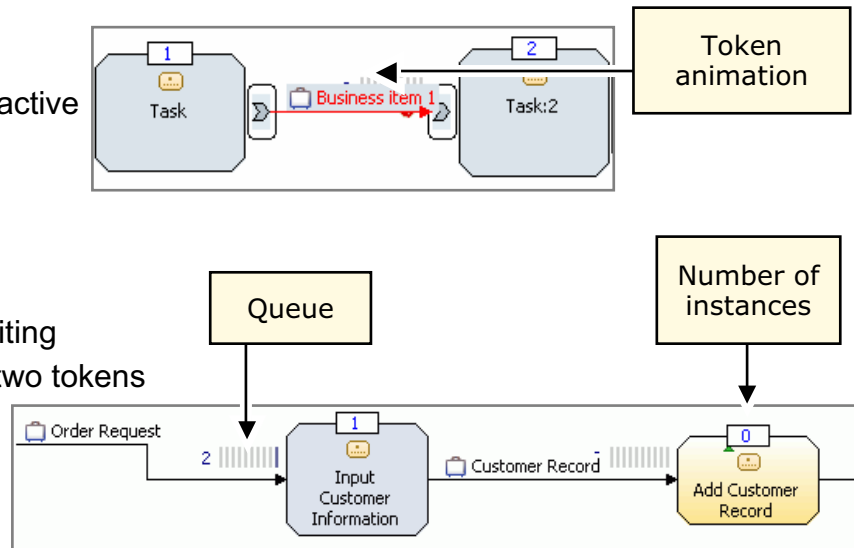 Token
animation
1
2
active
Task
Business item 1
Task:2
Number of
instances
Queue
iting
two tokens
Order Request
1
0
2
Input
Customer
Information
Customer Record
Add Customer
Record